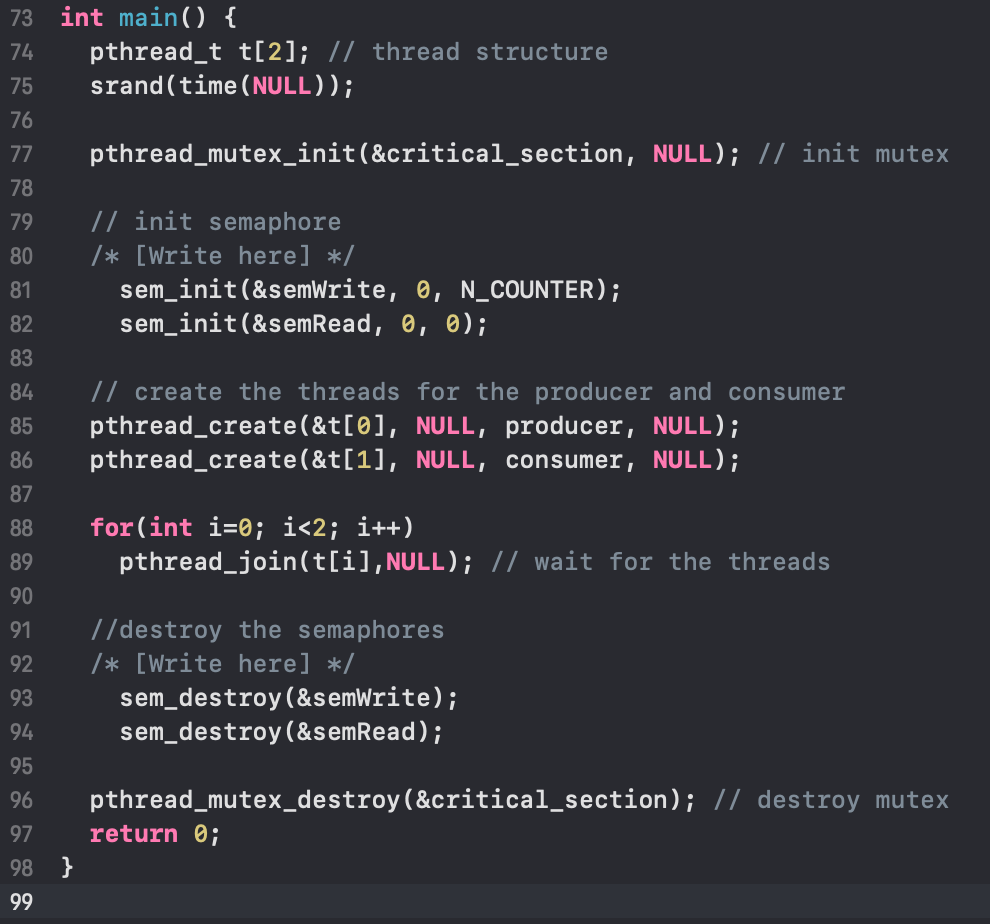 73 int main() {
74   pthread_t t[2]; // thread structure
75   srand(time(NULL));
76
77   pthread_mutex_init(&critical_section, NULL); // init mutex
78
79   // init semaphore
80   /* [Write here] */
81     sem_init(&semWrite, 0, N_COUNTER);
82     sem_init(&semRead, 0, 0);
83
84   // create the threads for the producer and consumer
85   pthread_create(&t[0], NULL, producer, NULL);
86   pthread_create(&t[1], NULL, consumer, NULL);
87
88   for(int i=0; i<2; i++)
89     pthread_join(t[i],NULL); // wait for the threads
90
91   //destroy the semaphores
92   /* [Write here] */
93     sem_destroy(&semWrite);
94     sem_destroy(&semRead);
95
96   pthread_mutex_destroy(&critical_section); // destroy mutex
97   return 0;
98 }
99